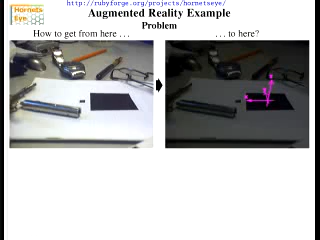 http://rubyforge.org/projects/hornetseye/
Hornets
Eye
Augmented Reality Example
Problem
How to get from here . . .
. . . to here?